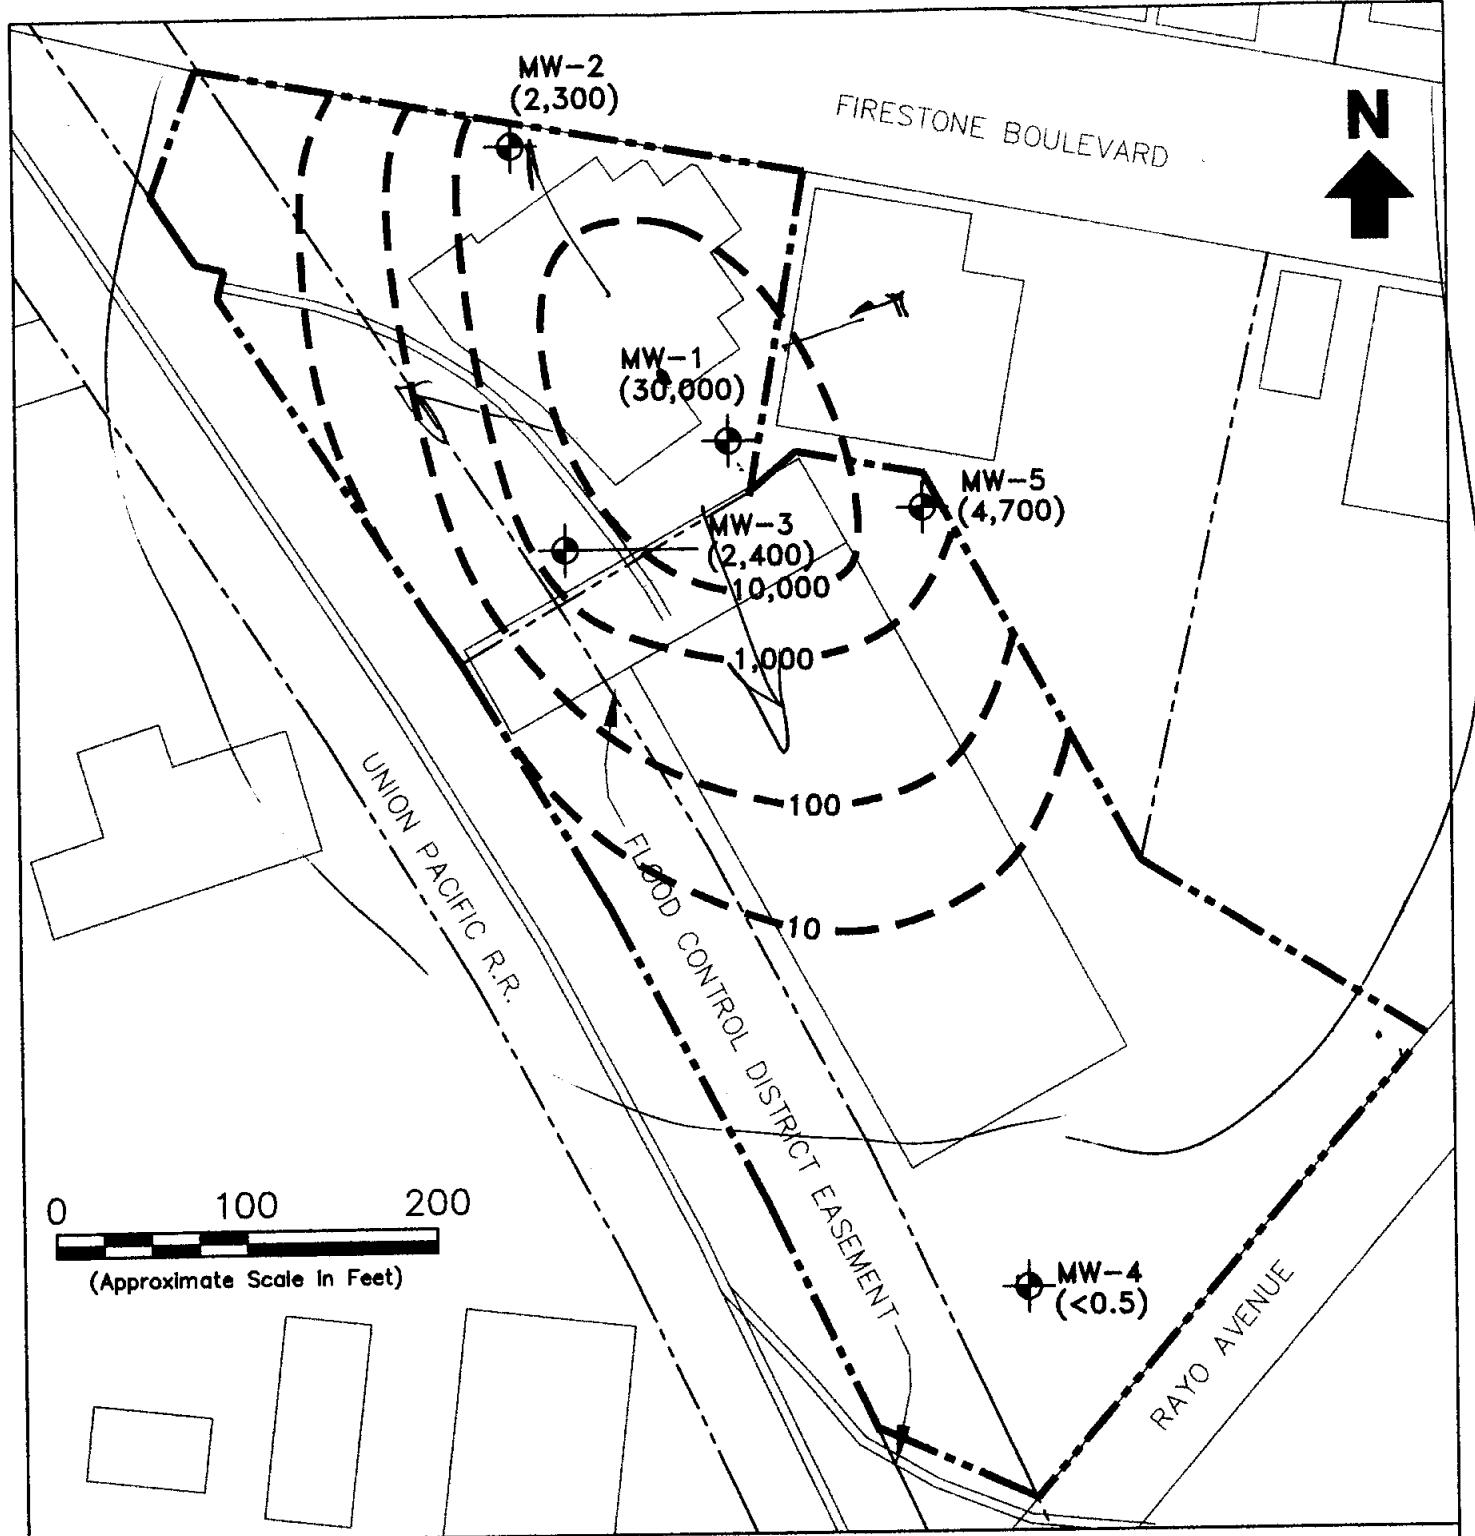 MW-2
(2,300)
FIRESTONE BOULEVARD
N
MW-1
(30,000)
MW-5
(4,700)
MW-3
(2,400)
10,000
1,000
100
10
UNION PACIFIC R.R.
FLOOD CONTROL DISTRICT EASEMENT
0 100 200
(Approximate Scale in Feet)
MW-4
(<0.5)
RAYO AVENUE